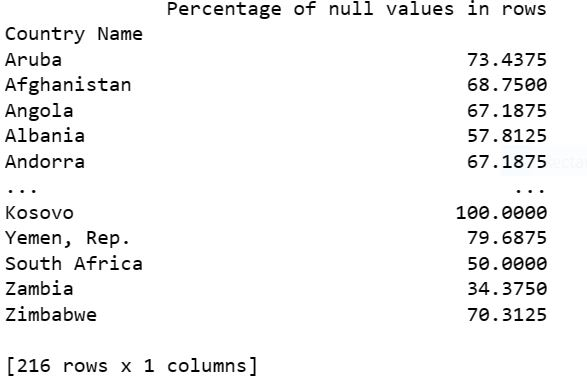 Percentage of null values in rows
Country Name
Aruba 73.4375
Afghanistan 68.7500
Angola 67.1875
Albania 57.8125
Andorra 67.1875
... ...
Kosovo 100.0000
Yemen, Rep. 79.6875
South Africa 50.0000
Zambia 34.3750
Zimbabwe 70.3125
[216 rows x 1 columns]